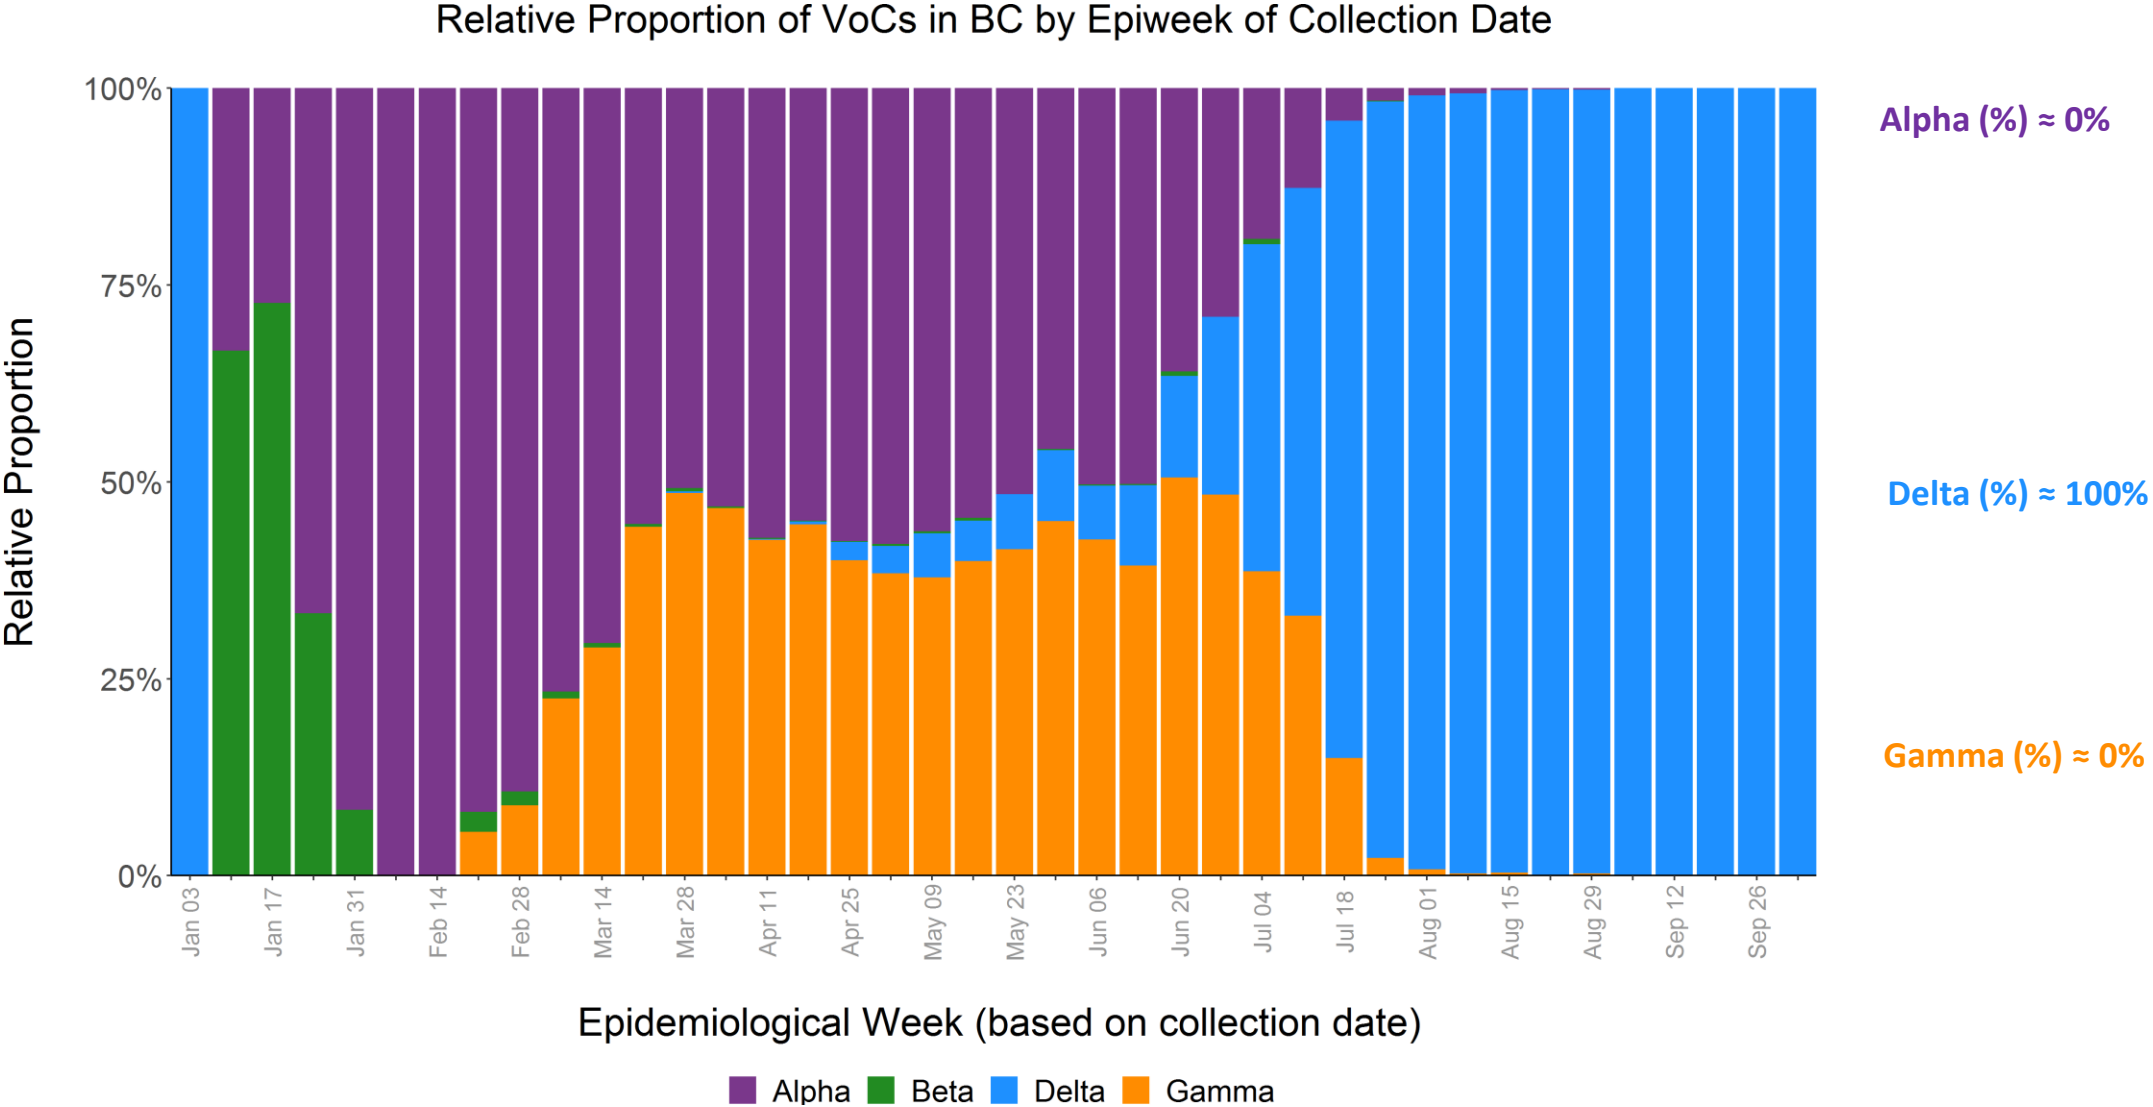 Relative Proportion of VoCs in BC by Epiweek of Collection Date
Relative Proportion
100%
75%
50%
25%
0%
Alpha (%) ≈ 0%
Delta (%) ≈ 100%
Gamma (%) ≈ 0%
Jan 03
Jan 17
Jan 31
Feb 14
Feb 28
Mar 14
Mar 28
Apr 11
Apr 25
May 09
May 23
Jun 06
Jun 20
Jul 04
Jul 18
Aug 01
Aug 15
Aug 29
Sep 12
Sep 26
Epidemiological Week (based on collection date)
Alpha Beta Delta Gamma